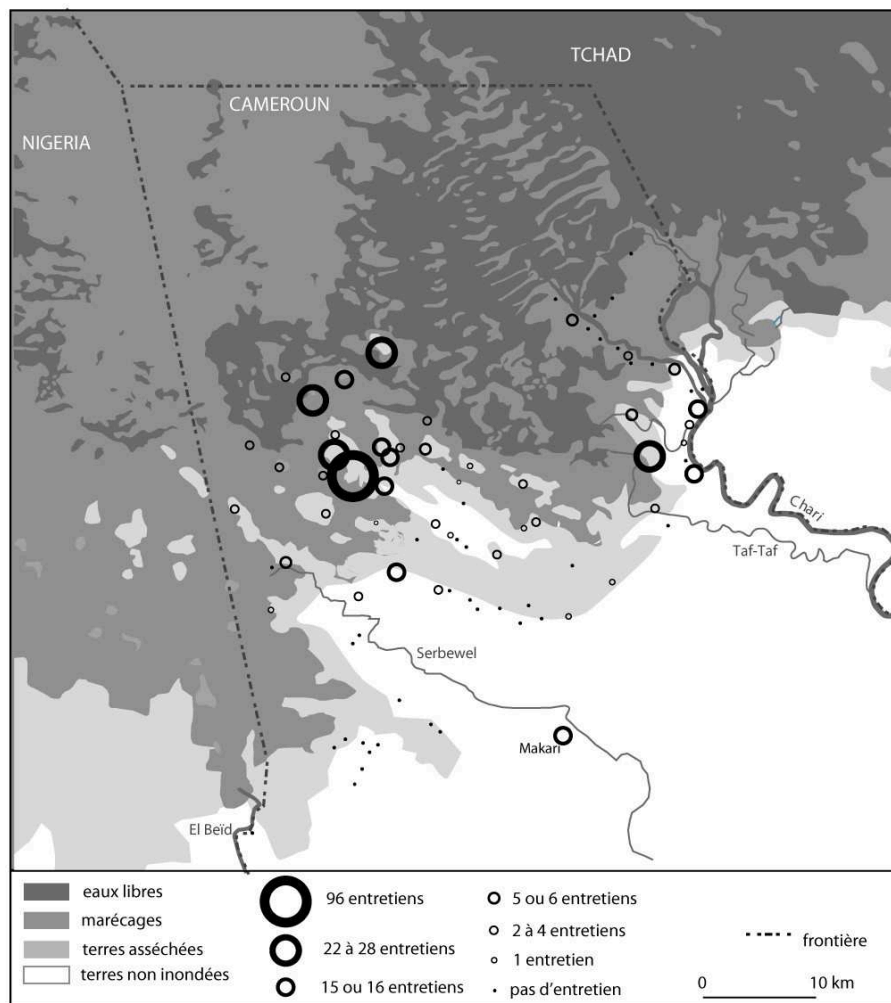 TCHAD
CAMEROUN
NIGERIA
Chari
Taf-Taf
Serbewel
Makari
El Beïd
eaux libres
marécages
terres asséchées
terres non inondées
96 entretiens
22 à 28 entretiens
15 ou 16 entretiens
5 ou 6 entretiens
2 à 4 entretiens
1 entretien
pas d'entretien
frontière
0 10 km